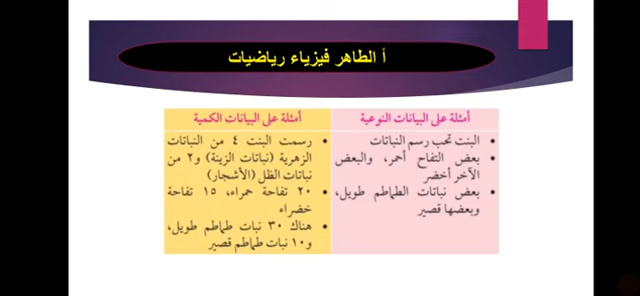 أ الطاهر فيزياء رياضيات
أمثلة على البيانات النوعية
البنت تحب رسم النباتات
بعض التفاح أحمر، والبعض
الآخر أخضر
بعض نباتات الطماطم طويل،
وبعضها قصير
أمثلة على البيانات الكمية
رسمت البنت ٤ من النباتات
الزهرية (نباتات الزينة) و٢ من
نباتات الظل (الأشجار)
٢٠ تفاحة حمراء، ١٥ تفاحة
خضراء
هناك ٣٠ نبات طماطم طويل،
و١٠ نبات طماطم قصير